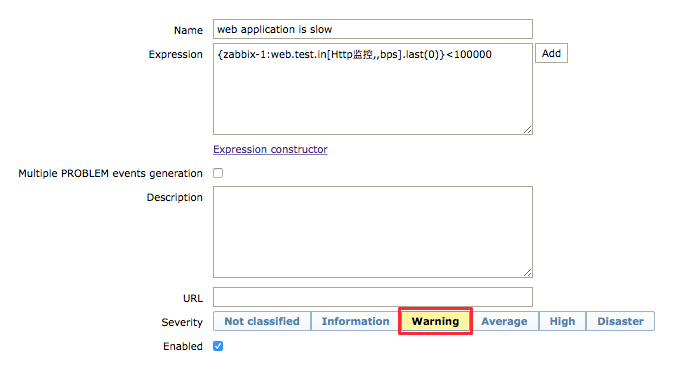 Name web application is slow
Expression {zabbix-1:web.test.in[Http监控,,bps].last(0)}<100000 Add
Expression constructor
Multiple PROBLEM events generation
Description
URL
Severity Not classified Information Warning Average High Disaster
Enabled